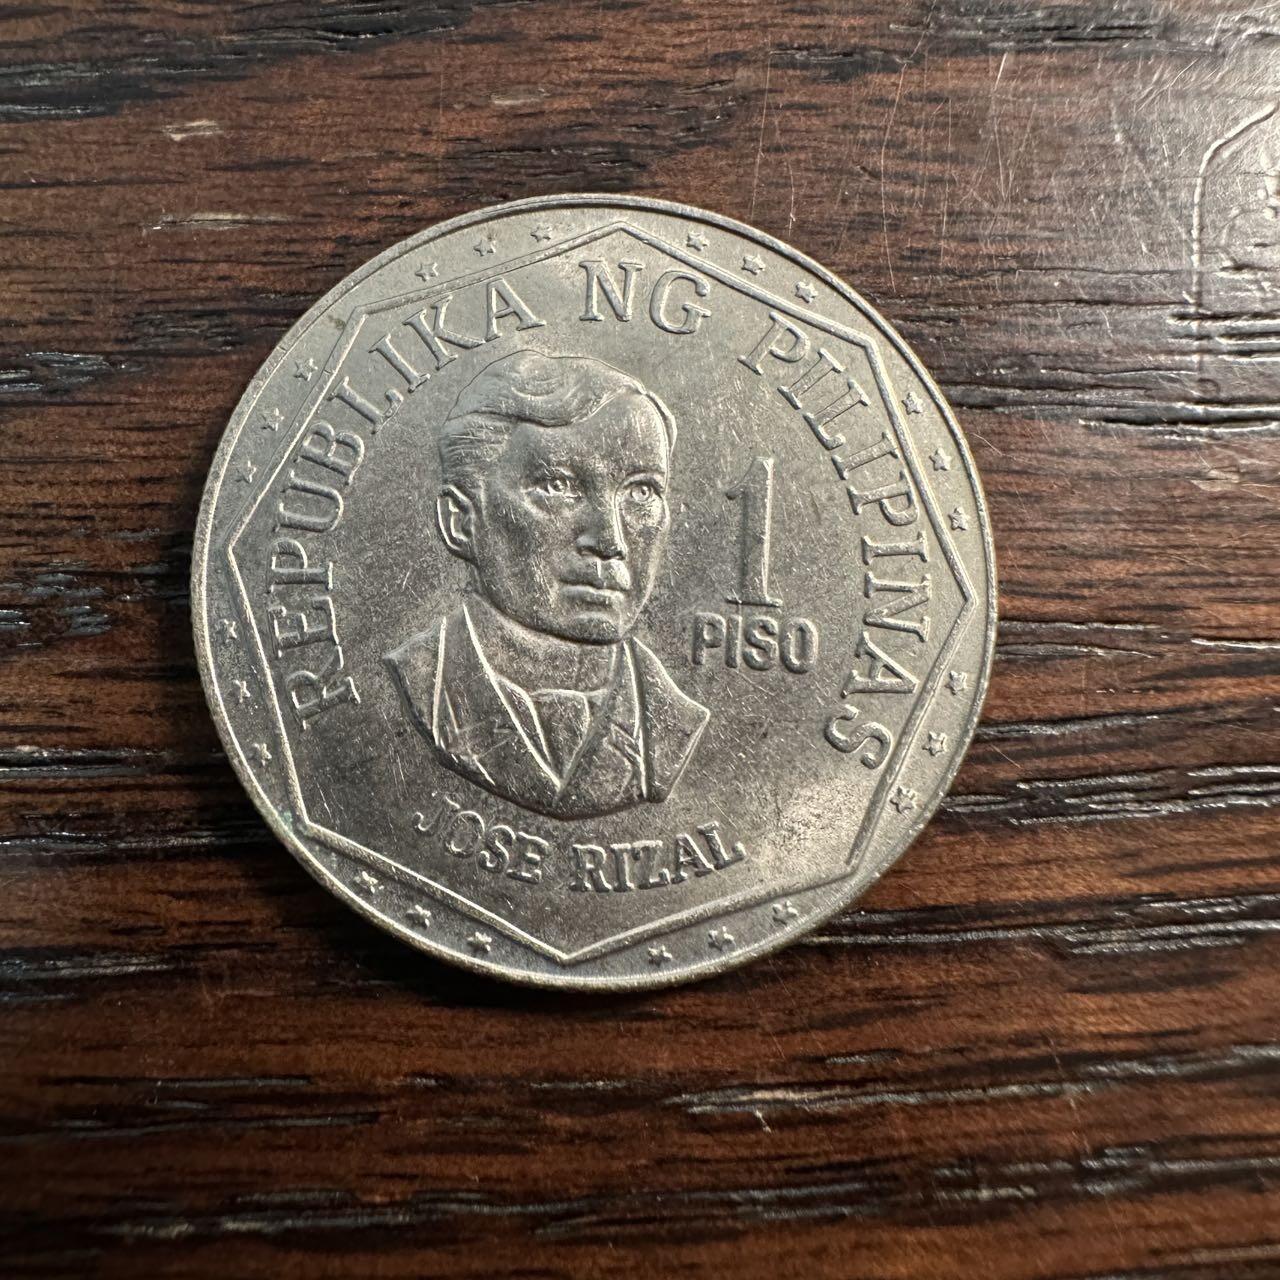 REPUBLIKA NG PILIPINAS
1
PISO
JOSE RIZAL